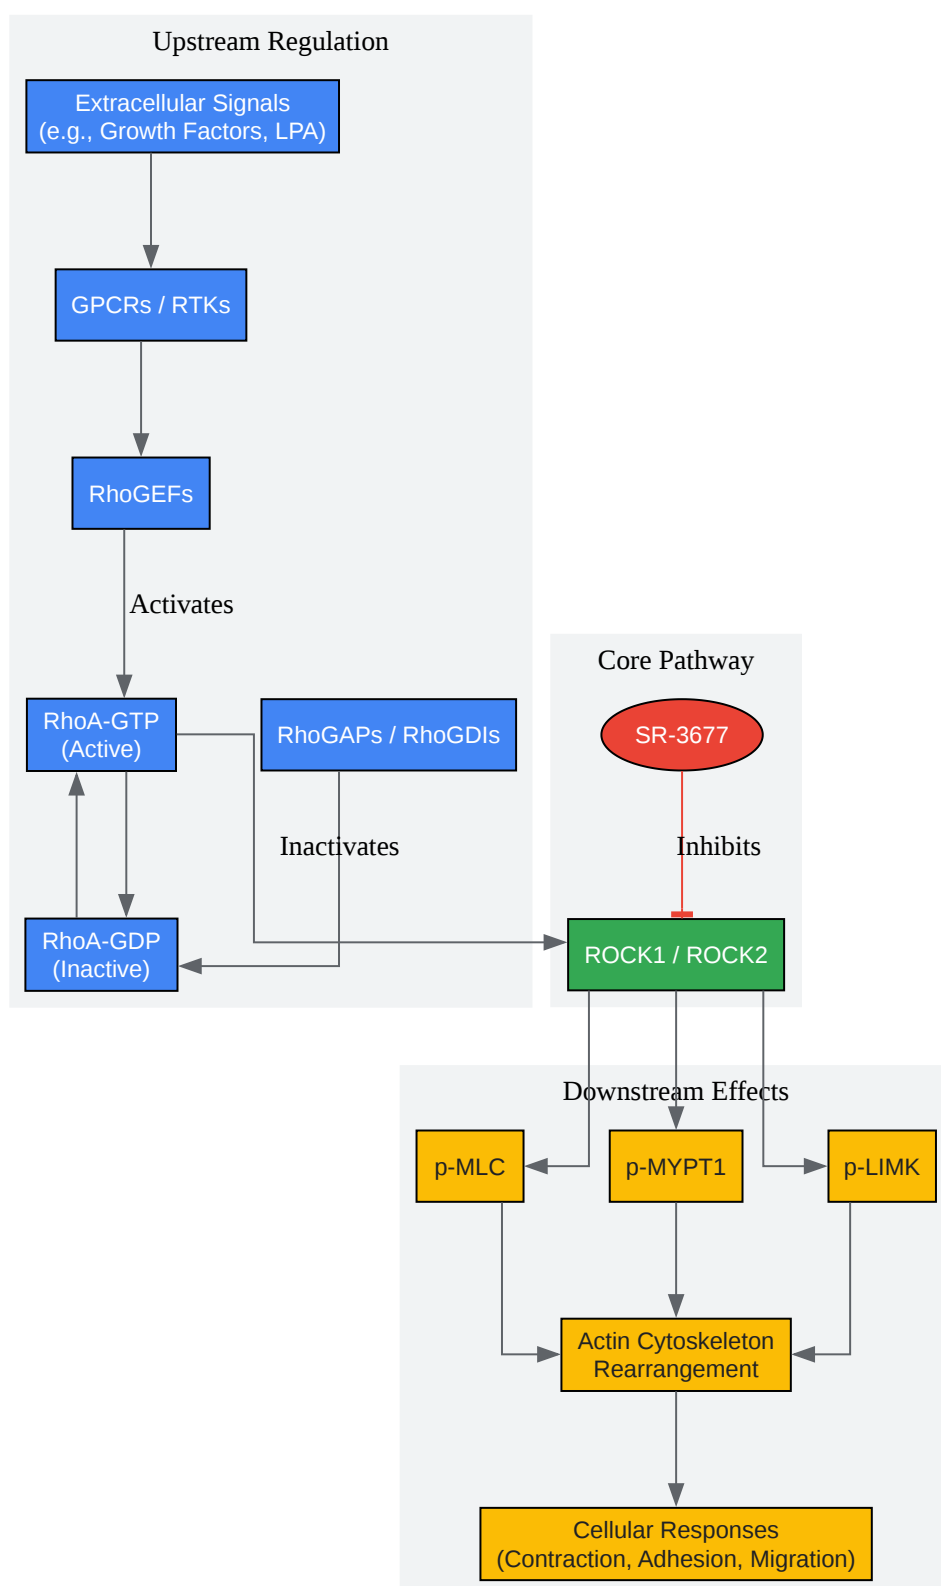 Upstream Regulation
Extracellular Signals
(e.g., Growth Factors, LPA)
GPCRs / RTKs
RhoGEFs
Activates
RhoA-GTP
(Active)
RhoGAPs / RhoGDIs
Inactivates
RhoA-GDP
(Inactive)
Core Pathway
SR-3677
Inhibits
ROCK1 / ROCK2
Downstream Effects
p-MLC
p-MYPT1
p-LIMK
Actin Cytoskeleton
Rearrangement
Cellular Responses
(Contraction, Adhesion, Migration)